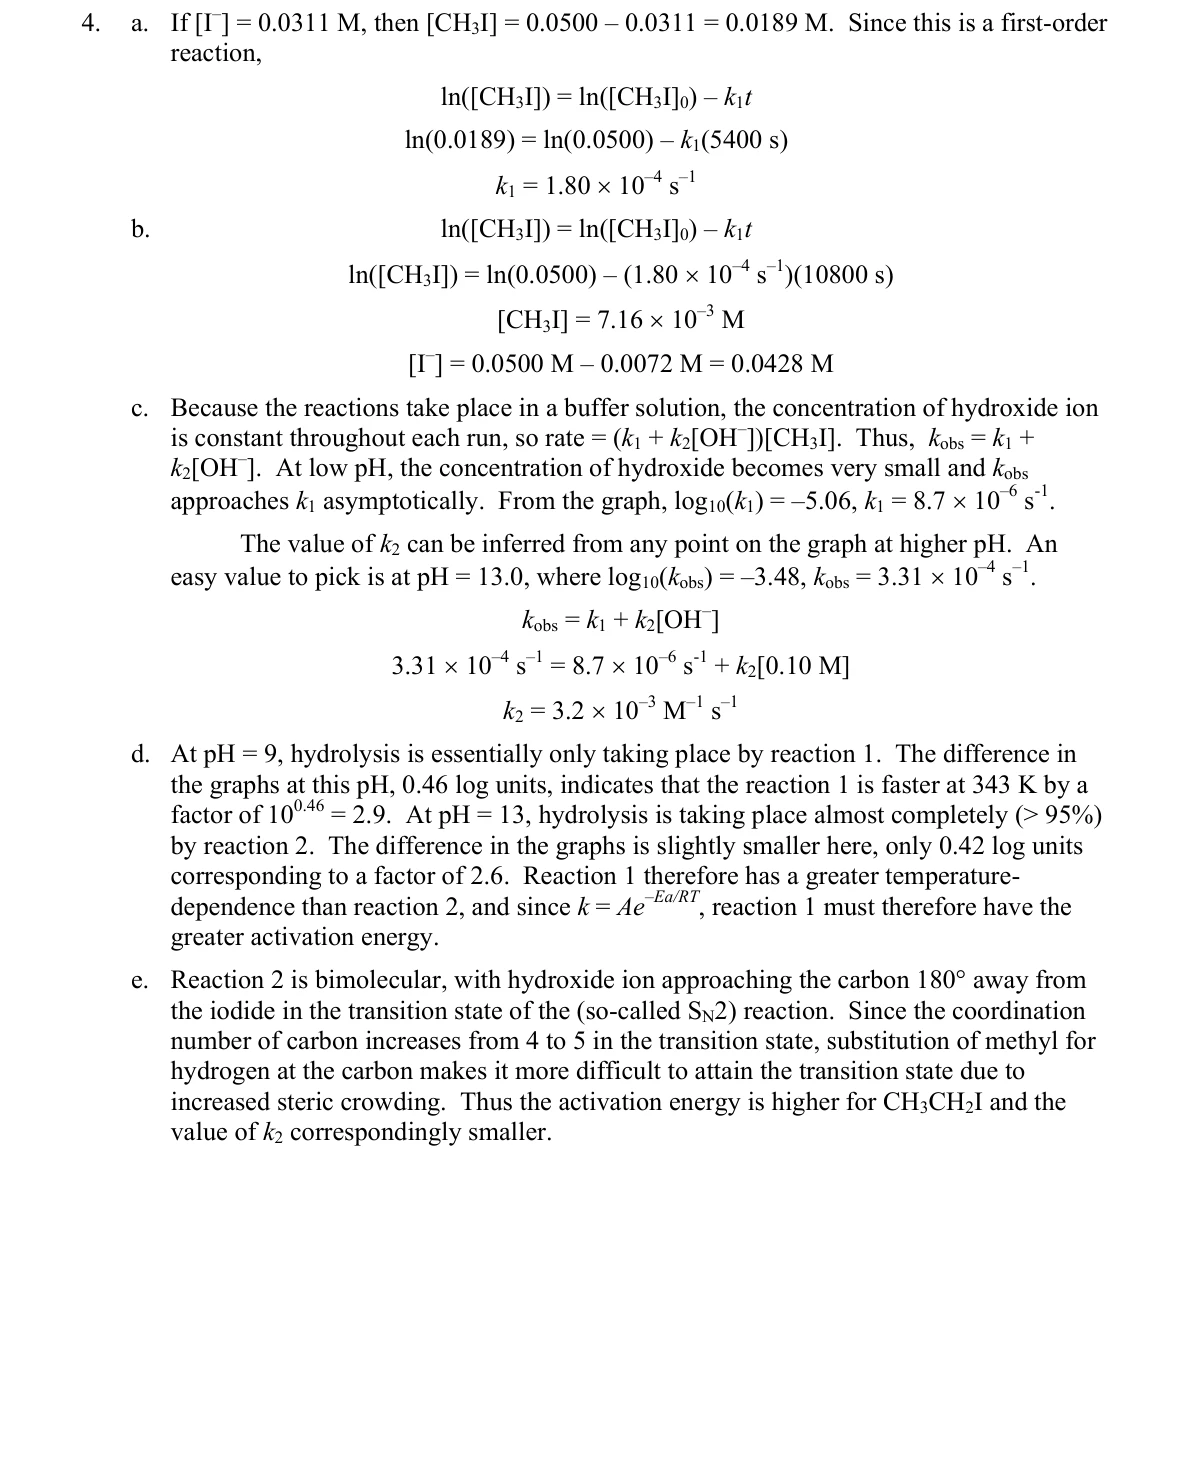 4. a. If [I⁻] = 0.0311 M, then [CH₃I] = 0.0500 – 0.0311 = 0.0189 M. Since this is a first-order
reaction,
ln([CH₃I]) = ln([CH₃I]₀) – k₁t
ln(0.0189) = ln(0.0500) – k₁(5400 s)
k₁ = 1.80 × 10⁻⁴ s⁻¹
b. ln([CH₃I]) = ln([CH₃I]₀) – k₁t
ln([CH₃I]) = ln(0.0500) – (1.80 × 10⁻⁴ s⁻¹)(10800 s)
[CH₃I] = 7.16 × 10⁻³ M
[I⁻] = 0.0500 M – 0.0072 M = 0.0428 M
c. Because the reactions take place in a buffer solution, the concentration of hydroxide ion
is constant throughout each run, so rate = (k₁ + k₂[OH⁻])[CH₃I]. Thus, k_obs = k₁ +
k₂[OH⁻]. At low pH, the concentration of hydroxide becomes very small and k_obs
approaches k₁ asymptotically. From the graph, log₁₀(k₁) = –5.06, k₁ = 8.7 × 10⁻⁶ s⁻¹.
The value of k₂ can be inferred from any point on the graph at higher pH. An
easy value to pick is at pH = 13.0, where log₁₀(k_obs) = –3.48, k_obs = 3.31 × 10⁻⁴ s⁻¹.
k_obs = k₁ + k₂[OH⁻]
3.31 × 10⁻⁴ s⁻¹ = 8.7 × 10⁻⁶ s⁻¹ + k₂[0.10 M]
k₂ = 3.2 × 10⁻³ M⁻¹ s⁻¹
d. At pH = 9, hydrolysis is essentially only taking place by reaction 1. The difference in
the graphs at this pH, 0.46 log units, indicates that the reaction 1 is faster at 343 K by a
factor of 10^0.46 = 2.9. At pH = 13, hydrolysis is taking place almost completely (> 95%)
by reaction 2. The difference in the graphs is slightly smaller here, only 0.42 log units
corresponding to a factor of 2.6. Reaction 1 therefore has a greater temperature-
dependence than reaction 2, and since k = Ae^–Ea/RT, reaction 1 must therefore have the
greater activation energy.
e. Reaction 2 is bimolecular, with hydroxide ion approaching the carbon 180° away from
the iodide in the transition state of the (so-called S_N2) reaction. Since the coordination
number of carbon increases from 4 to 5 in the transition state, substitution of methyl for
hydrogen at the carbon makes it more difficult to attain the transition state due to
increased steric crowding. Thus the activation energy is higher for CH₃CH₂I and the
value of k₂ correspondingly smaller.